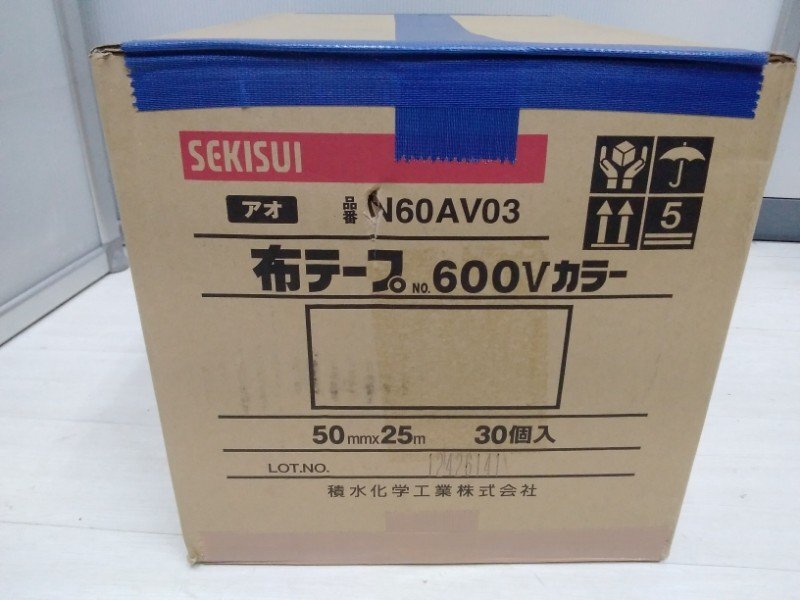 SEKISUI
アオ 品番 N60AV03
5
布テープ NO. 600Vカラー
50mmx25m 30個入
LOT.NO.
積水化学工業株式会社